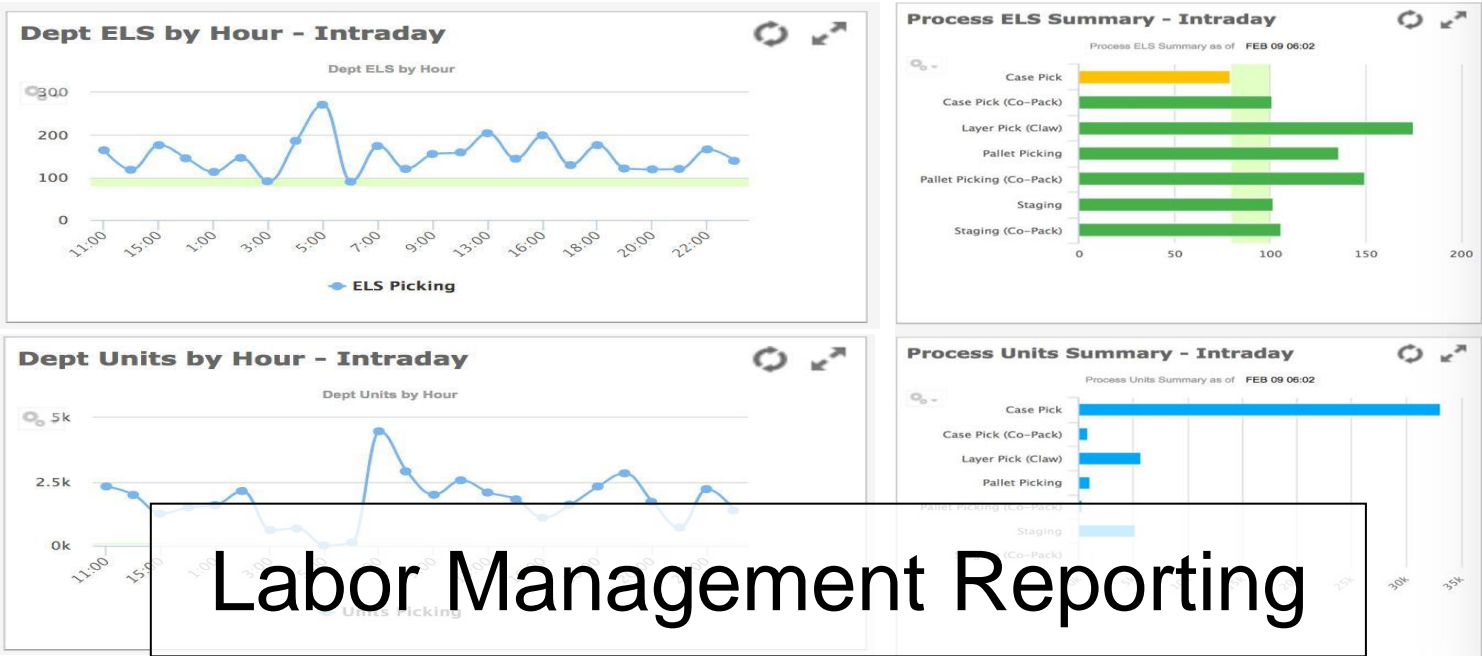 Dept ELS by Hour - Intraday
Dept ELS by Hour
300
200
100
0
11:00 15:00 1:00 3:00 5:00 7:00 9:00 13:00 16:00 18:00 20:00 22:00
ELS Picking
Process ELS Summary - Intraday
Process ELS Summary as of FEB 09 06:02
Case Pick
Case Pick (Co-Pack)
Layer Pick (Claw)
Pallet Picking
Pallet Picking (Co-Pack)
Staging
Staging (Co-Pack)
0 50 100 150 200
Dept Units by Hour - Intraday
Dept Units by Hour
5k
2.5k
0k
11:00
Units Picking
Process Units Summary - Intraday
Process Units Summary as of FEB 09 06:02
Case Pick
Case Pick (Co-Pack)
Layer Pick (Claw)
Pallet Picking
Pallet Picking (Co-Pack)
Staging
(Co-Pack)
25k 30k 35k
Labor Management Reporting